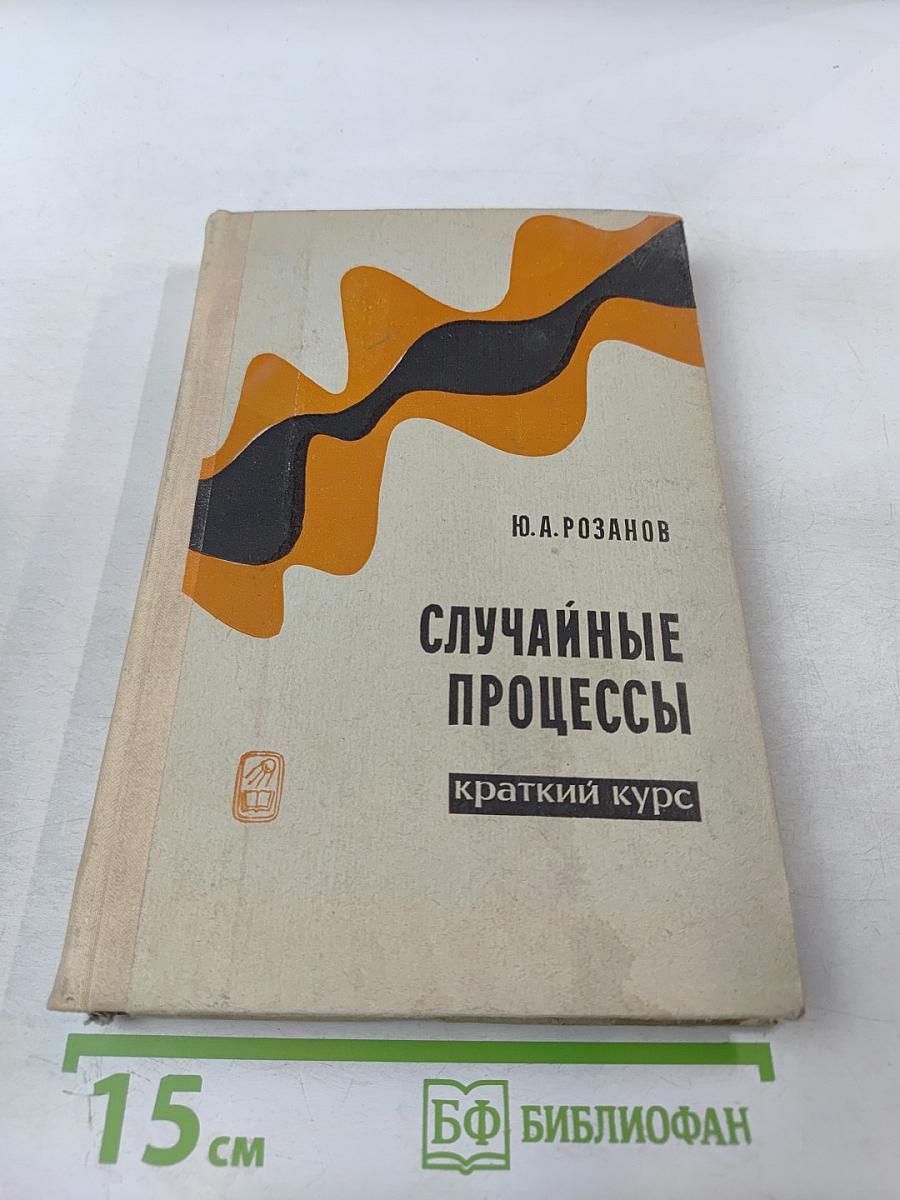 Ю.А.РОЗАНОВ
СЛУЧАЙНЫЕ
ПРОЦЕССЫ
краткий курс
15 см
БФ БИБЛИОФАН